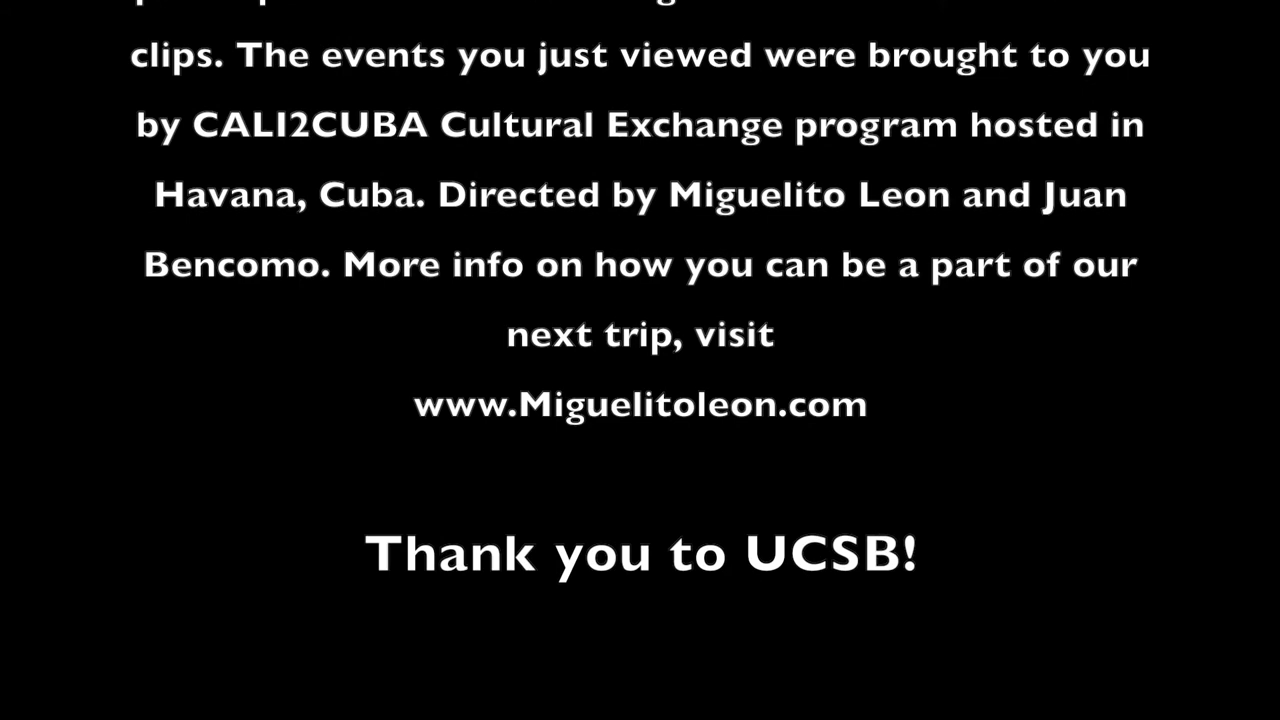 clips. The events you just viewed were brought to you
by CALI2CUBA Cultural Exchange program hosted in
Havana, Cuba. Directed by Miguelito Leon and Juan
Bencomo. More info on how you can be a part of our
next trip, visit
www.Miguelitoleon.com
Thank you to UCSB!